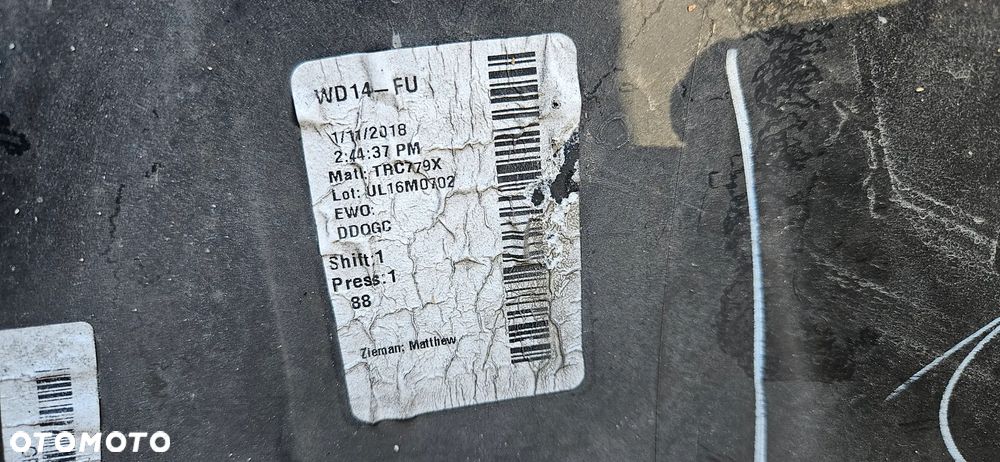 WD14-FU
1/11/2018
2:44:37 PM
Matl: TRC779X
Lot: UL16M0702
EWO:
DDOGC
Shift:1
Press:1
88
Zieman; Matthew
OTOMOTO